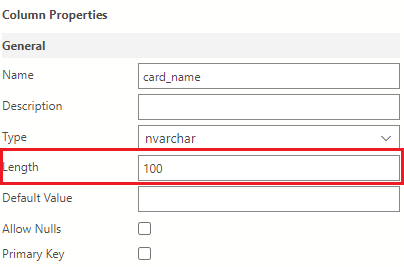 Column Properties
General
Name card_name
Description
Type nvarchar
Length 100
Default Value
Allow Nulls
Primary Key